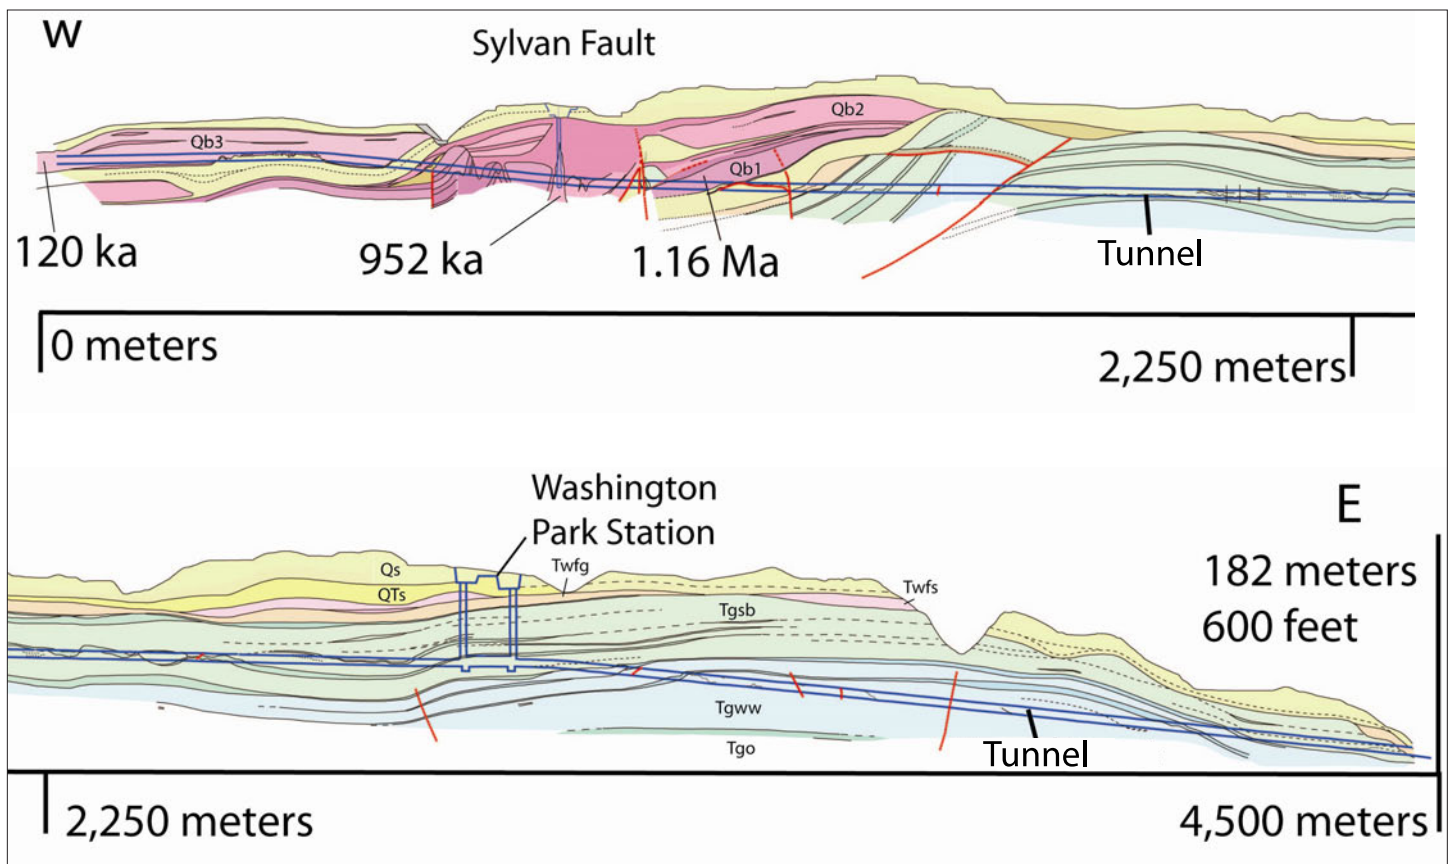 W
Sylvan Fault
Qb2
Qb3
Qb1
120 ka
952 ka
1.16 Ma
Tunnel
0 meters
2,250 meters
Washington
Park Station
E
Qs
Twfg
182 meters
QTs
Twfs
Tgsb
600 feet
Tgww
Tgo
Tunnel
2,250 meters
4,500 meters